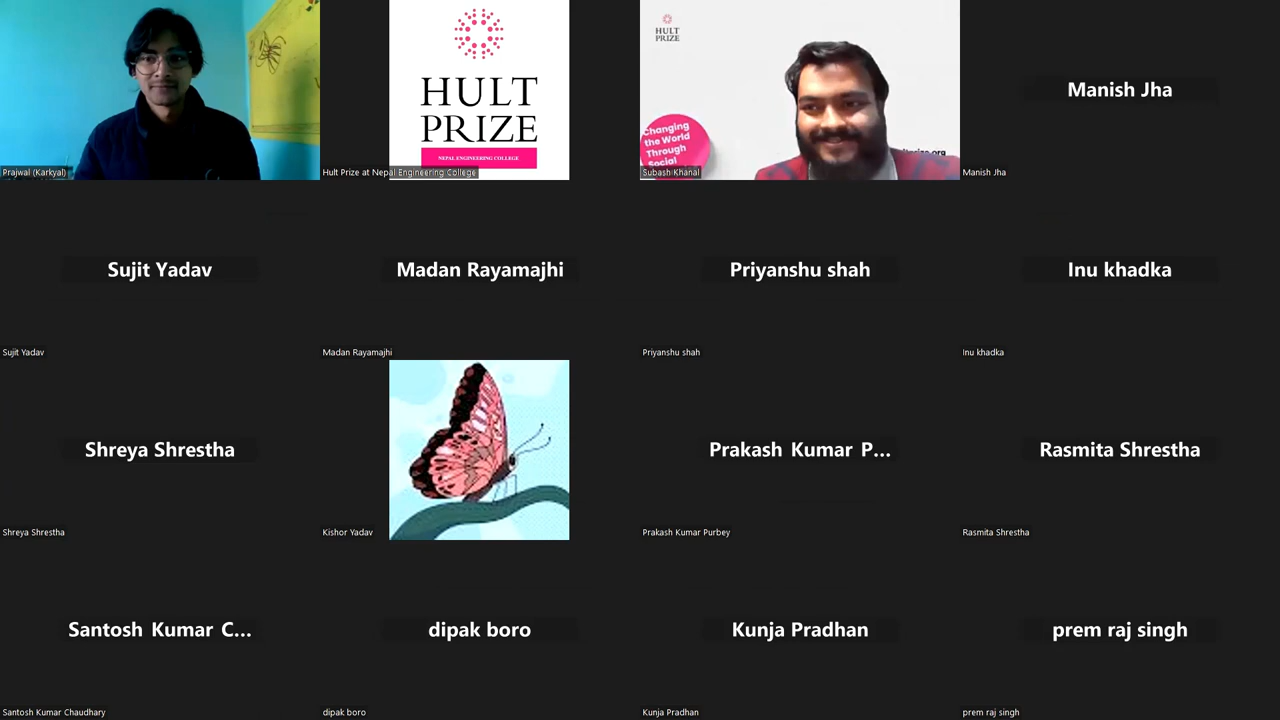 Prajwal (Karkyal)
HULT
PRIZE
NEPAL ENGINEERING COLLEGE
Hult Prize at Nepal Engineering College
HULT
PRIZE
Changing
the World
Through
Social
Subash Khanal
Manish Jha
Manish Jha
Sujit Yadav
Sujit Yadav
Madan Rayamajhi
Madan Rayamajhi
Priyanshu shah
Priyanshu shah
Inu khadka
Inu khadka
Shreya Shrestha
Shreya Shrestha
Kishor Yadav
Prakash Kumar P...
Prakash Kumar Purbey
Rasmita Shrestha
Rasmita Shrestha
Santosh Kumar C...
Santosh Kumar Chaudhary
dipak boro
dipak boro
Kunja Pradhan
Kunja Pradhan
prem raj singh
prem raj singh